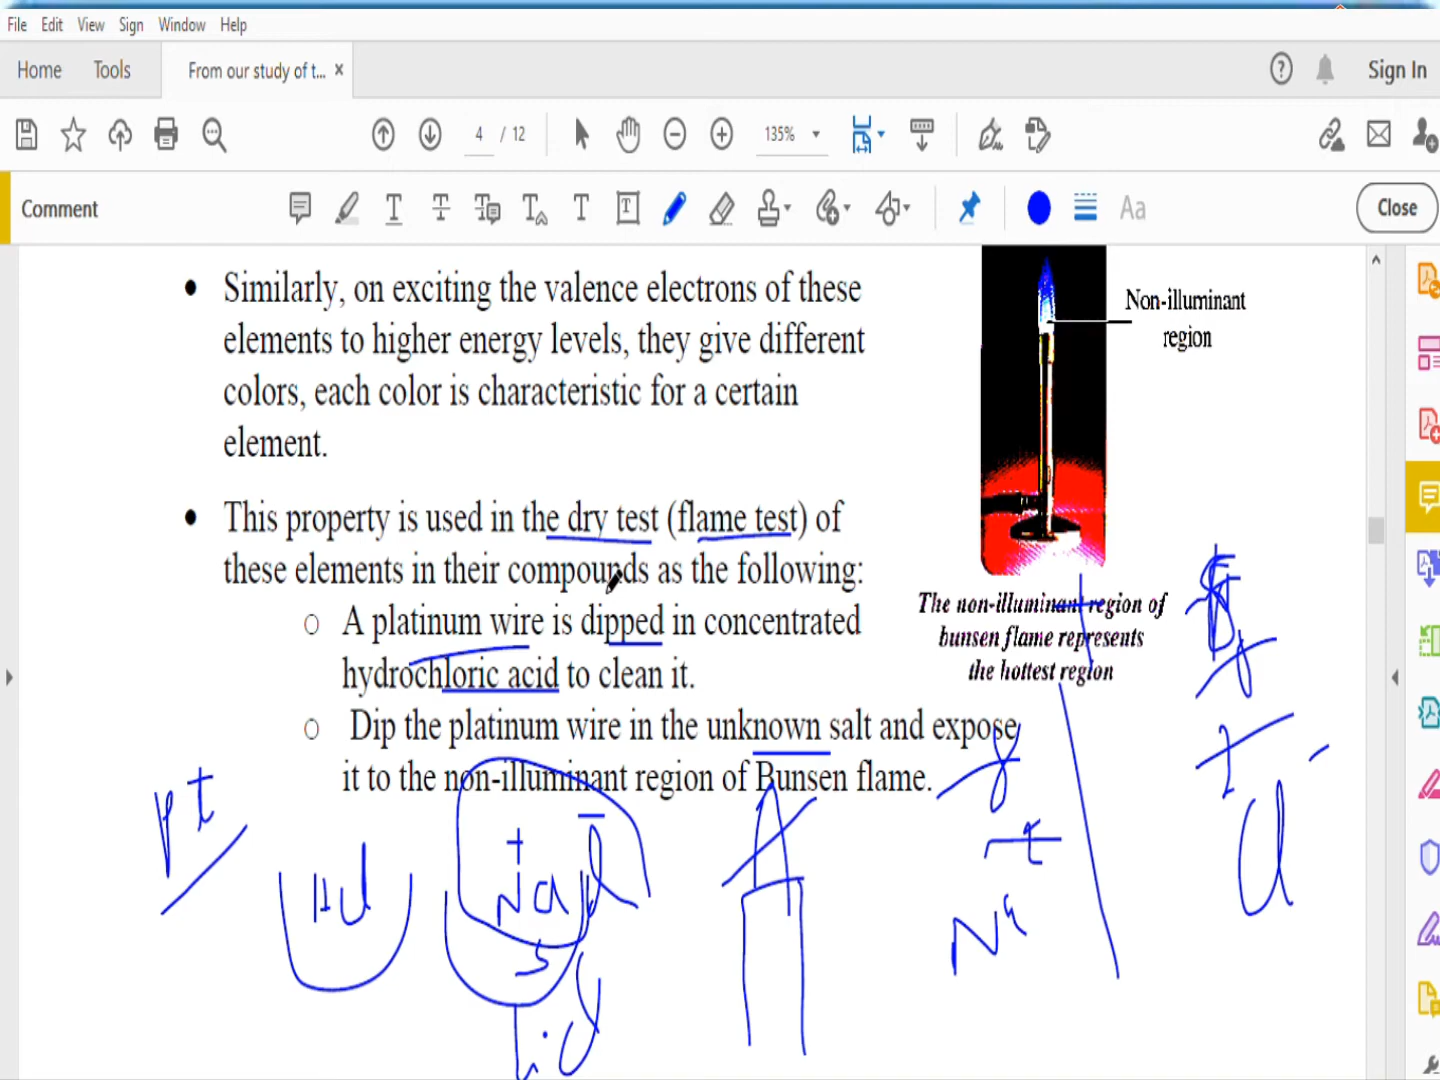 File Edit View Sign Window Help
Home Tools From our study of t... × Sign In
4 / 12 135%
Comment Aa Close
Similarly, on exciting the valence electrons of these
elements to higher energy levels, they give different
colors, each color is characteristic for a certain
element.
Non-illuminant
region
This property is used in the dry test (flame test) of
these elements in their compounds as the following:
A platinum wire is dipped in concentrated
hydrochloric acid to clean it.
The non-illuminant region of
bunsen flame represents
the hottest region
Dip the platinum wire in the unknown salt and expose
it to the non-illuminant region of Bunsen flame.
pt
HCl